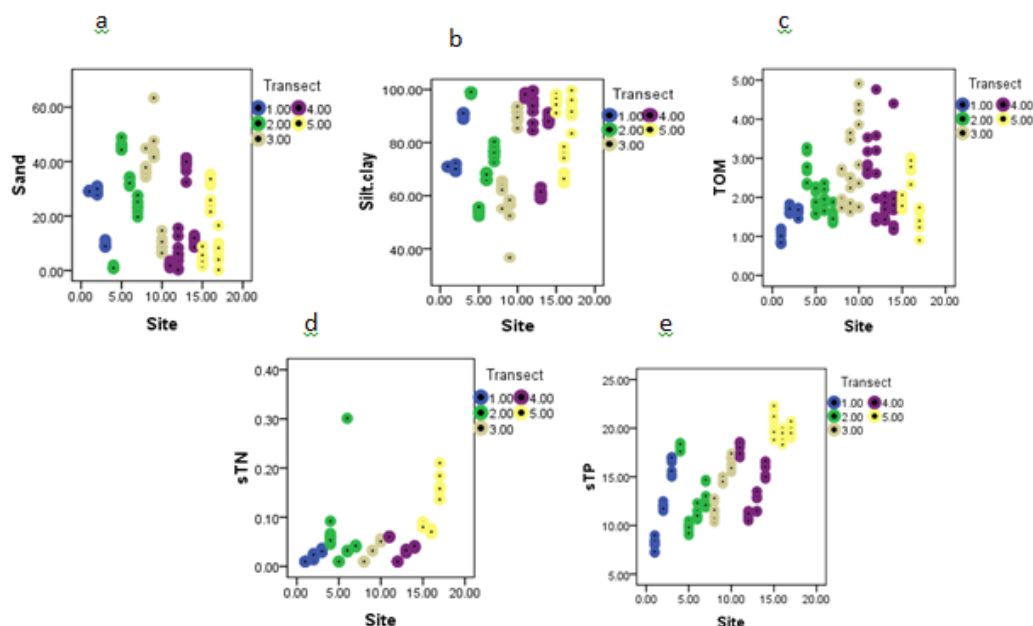 a
b
c
Sand
60.00
40.00
20.00
0.00
0.00 5.00 10.00 15.00 20.00
Site
Transect
1.00 4.00
2.00 5.00
3.00
Silt.clay
100.00
80.00
60.00
40.00
0.00 5.00 10.00 15.00 20.00
Site
Transect
1.00 4.00
2.00 5.00
3.00
TOM
5.00
4.00
3.00
2.00
1.00
0.00
0.00 5.00 10.00 15.00 20.00
Site
Transect
1.00 4.00
2.00 5.00
3.00
d
e
sTN
0.40
0.30
0.20
0.10
0.00
0.00 5.00 10.00 15.00 20.00
Site
Transect
1.00 4.00
2.00 5.00
3.00
sTP
25.00
20.00
15.00
10.00
5.00
0.00 5.00 10.00 15.00 20.00
Site
Transect
1.00 4.00
2.00 5.00
3.00